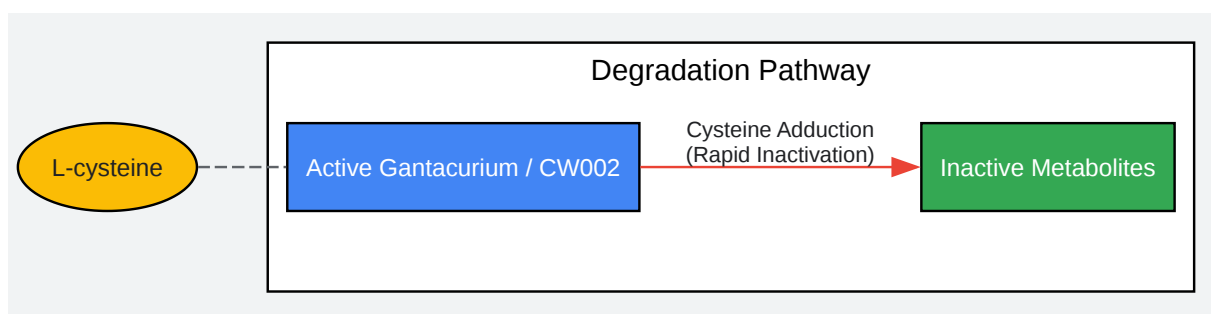 Degradation Pathway
L-cysteine
Active Gantacurium / CW002
Cysteine Adduction
(Rapid Inactivation)
Inactive Metabolites